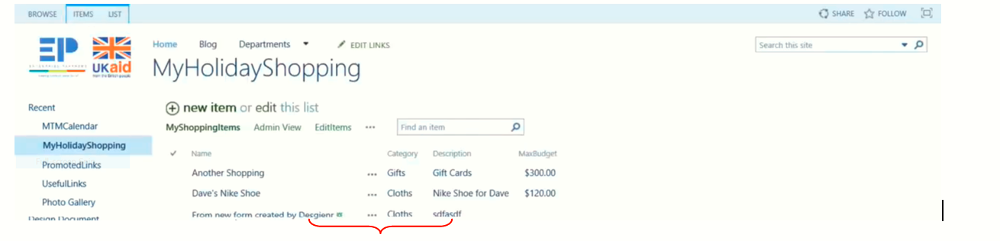 BROWSE ITEMS LIST SHARE FOLLOW
Home Blog Departments EDIT LINKS Search this site
EP
UKaid
from the British people
MyHolidayShopping
Recent
MTMCalendar
MyHolidayShopping
PromotedLinks
UsefulLinks
Photo Gallery
Design Document
new item or edit this list
MyShoppingItems Admin View EditItems ... Find an item
Name Category Description MaxBudget
Another Shopping ... Gifts Gift Cards $300.00
Dave's Nike Shoe ... Cloths Nike Shoe for Dave $120.00
From new form created by Desgienr ... Cloths sdfasdf